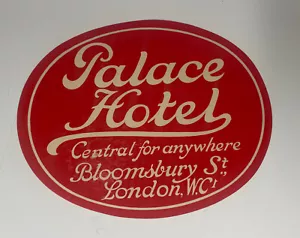 Palace
Hotel
Central for anywhere
Bloomsbury St.,
London, W.C.1